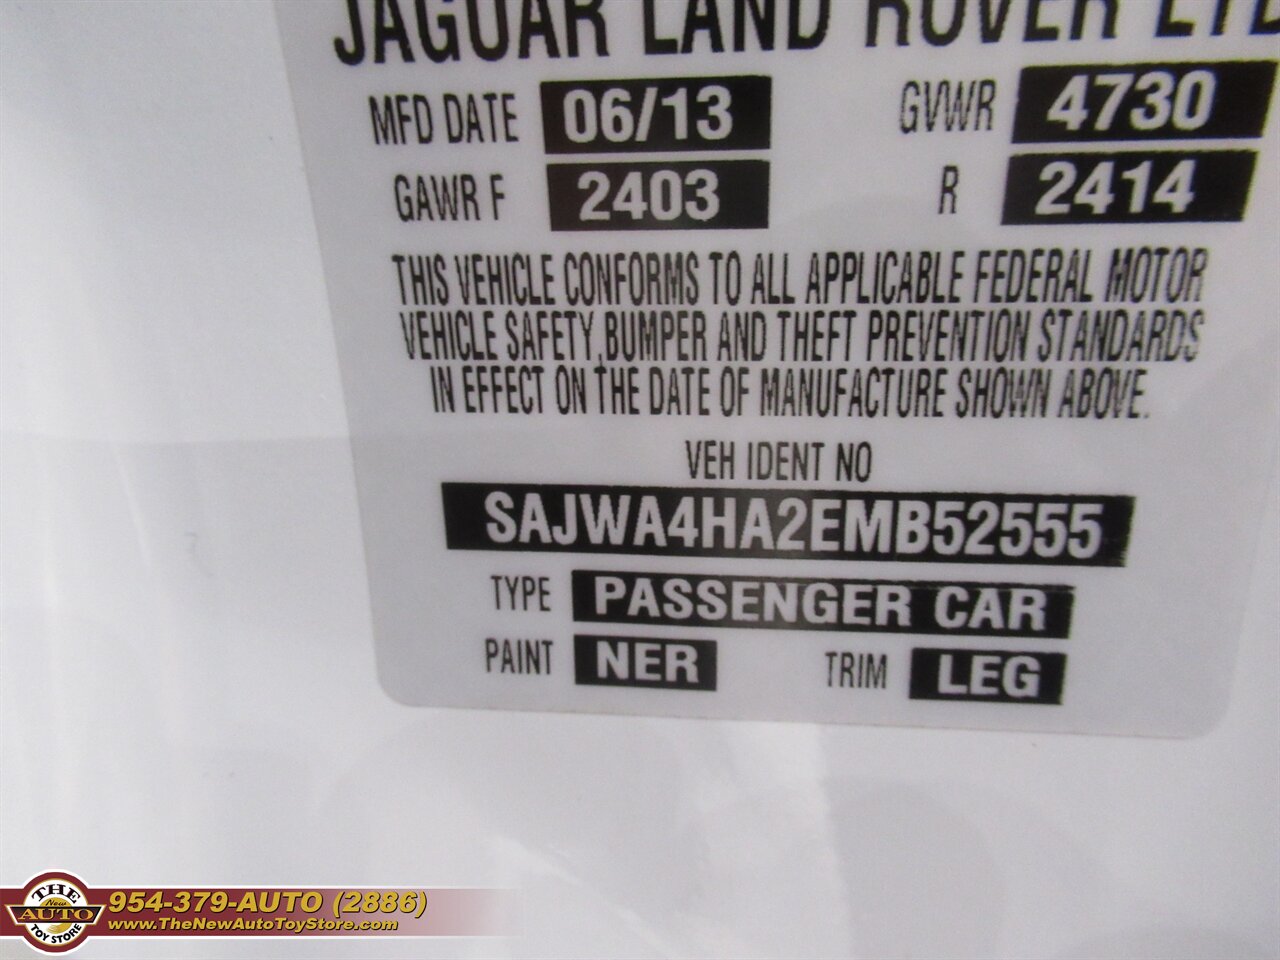 JAGUAR LAND ROVER LTD
MFD DATE 06/13 GVWR 4730
GAWR F 2403 R 2414
THIS VEHICLE CONFORMS TO ALL APPLICABLE FEDERAL MOTOR
VEHICLE SAFETY, BUMPER AND THEFT PREVENTION STANDARDS
IN EFFECT ON THE DATE OF MANUFACTURE SHOWN ABOVE.
VEH IDENT NO
SAJWA4HA2EMB52555
TYPE PASSENGER CAR
PAINT NER TRIM LEG
THE New AUTO TOY STORE
954-379-AUTO (2886)
www.TheNewAutoToyStore.com